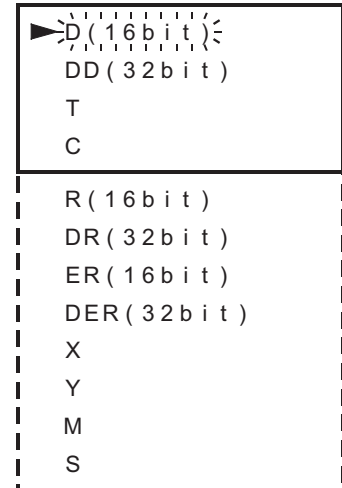 D(16bit)
DD(32bit)
T
C
R(16bit)
DR(32bit)
ER(16bit)
DER(32bit)
X
Y
M
S